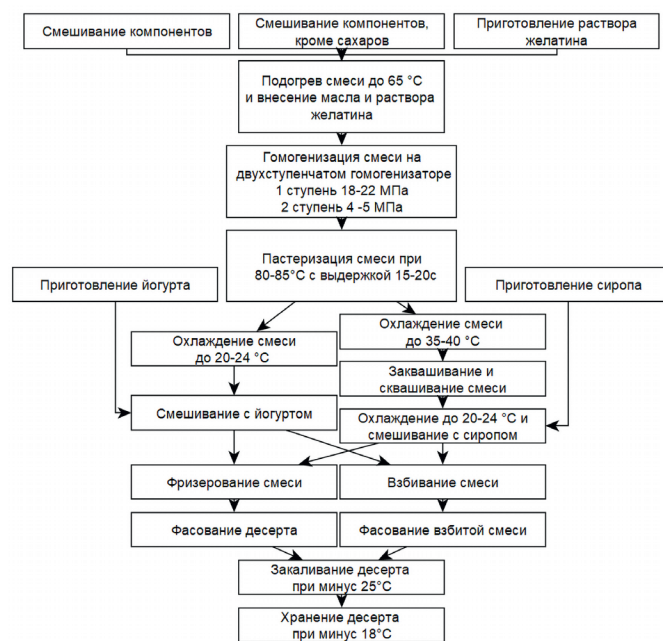 Смешивание компонентов
Смешивание компонентов,
кроме сахаров
Приготовление раствора
желатина
Подогрев смеси до 65 °C
и внесение масла и раствора
желатина
Гомогенизация смеси на
двухступенчатом гомогенизаторе
1 ступень 18-22 МПа
2 ступень 4 -5 МПа
Пастеризация смеси при
80-85°C с выдержкой 15-20с
Приготовление йогурта
Приготовление сиропа
Охлаждение смеси
до 20-24 °C
Охлаждение смеси
до 35-40 °C
Заквашивание и
сквашивание смеси
Смешивание с йогуртом
Охлаждение до 20-24 °C и
смешивание с сиропом
Фризерование смеси
Взбивание смеси
Фасование десерта
Фасование взбитой смеси
Закаливание десерта
при минус 25°C
Хранение десерта
при минус 18°C